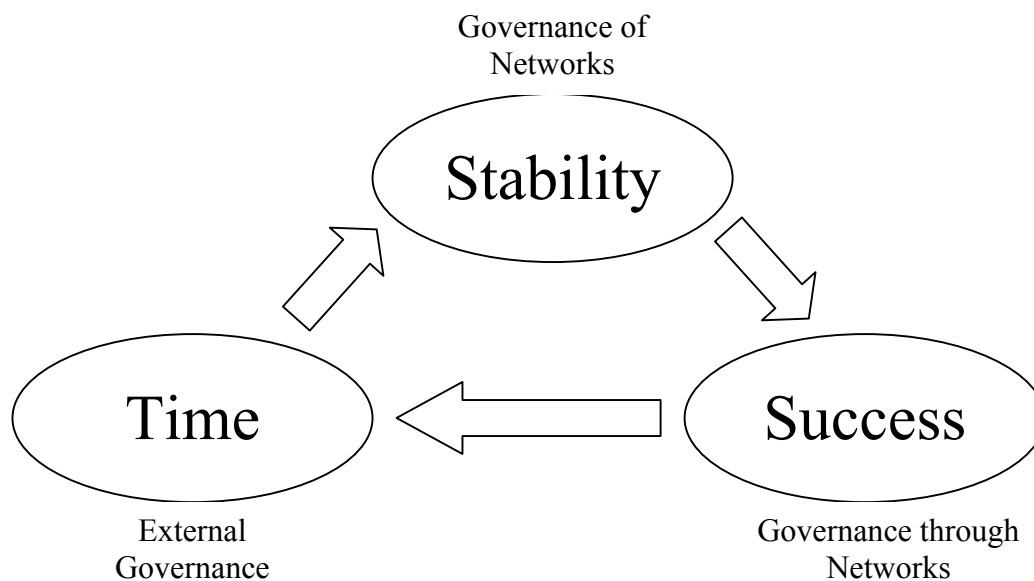 Governance of
Networks
Stability
Time
Success
External
Governance
Governance through
Networks